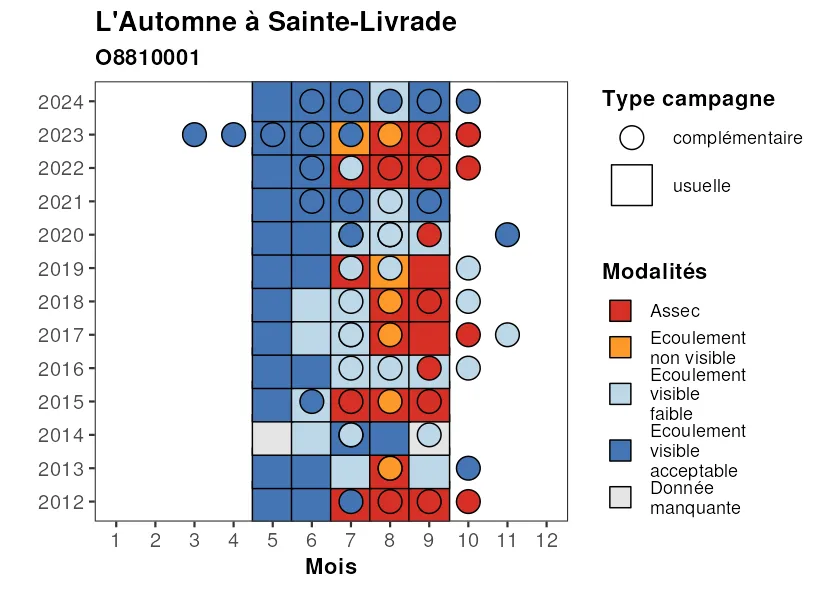 L'Automne à Sainte-Livrade
O8810001
2024
2023
2022
2021
2020
2019
2018
2017
2016
2015
2014
2013
2012
1 2 3 4 5 6 7 8 9 10 11 12
Mois
Type campagne
complémentaire
usuelle
Modalités
Assec
Ecoulement
non visible
Ecoulement
visible
faible
Ecoulement
visible
acceptable
Donnée
manquante